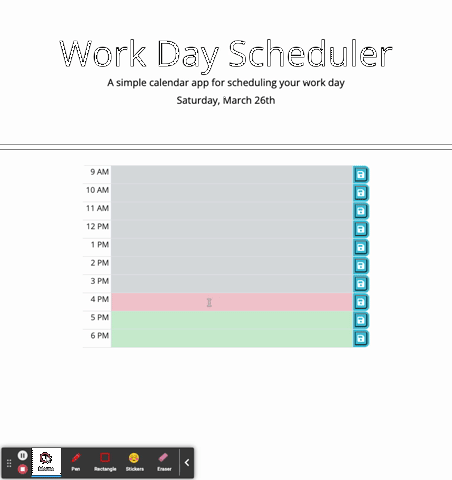 Work Day Scheduler
A simple calendar app for scheduling your work day
Saturday, March 26th
9 AM
10 AM
11 AM
12 PM
1 PM
2 PM
3 PM
4 PM
5 PM
6 PM
Pen
Rectangle
Stickers
Eraser